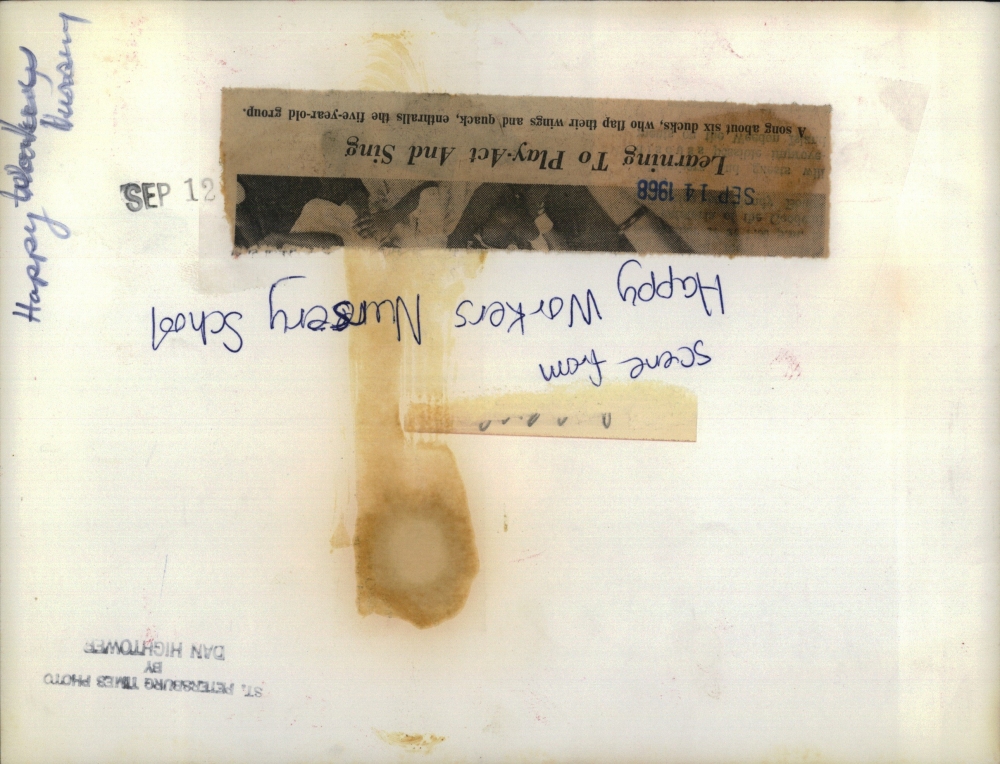 Happy Workers
Nursery
SEP 12
Learning To Play-Act And Sing
A song about six ducks, who flap their wings and quack, enthralls the five-year-old group.
SEP 14 1968
scene from
Happy Workers Nursery School
ST. PETERSBURG TIMES PHOTO
BY
DAN HIGHTOWER